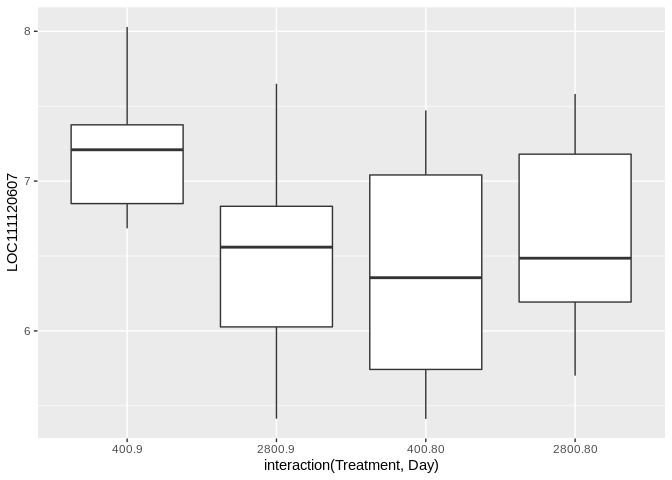 8
7
6
LOC111120607
400.9 2800.9 400.80 2800.80
interaction(Treatment, Day)